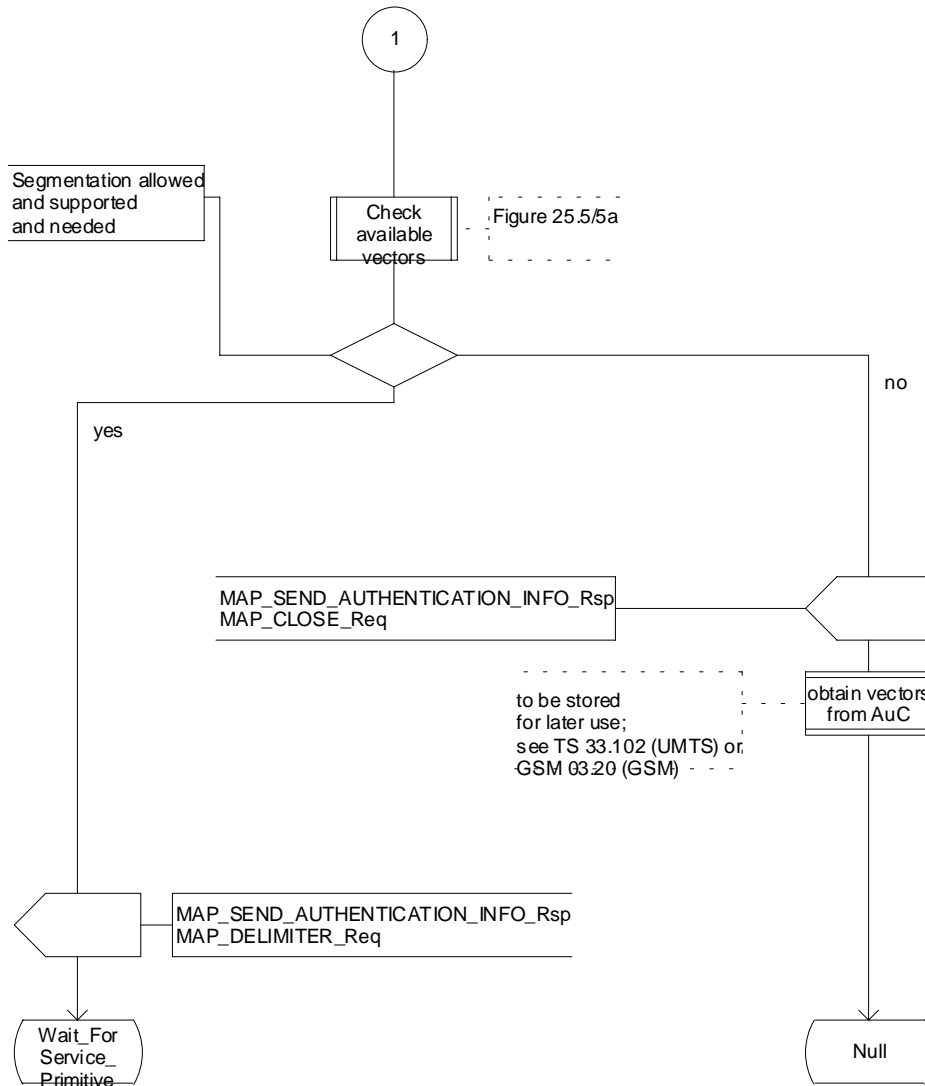 1
Segmentation allowed
and supported
and needed
Check
available
vectors
Figure 25.5/5a
no
yes
MAP_SEND_AUTHENTICATION_INFO_Rsp
MAP_CLOSE_Req
obtain vectors
from AuC
to be stored
for later use;
see TS 33.102 (UMTS) or
GSM 03.20 (GSM)
MAP_SEND_AUTHENTICATION_INFO_Rsp
MAP_DELIMITER_Req
Wait_For
Service_
Primitive
Null